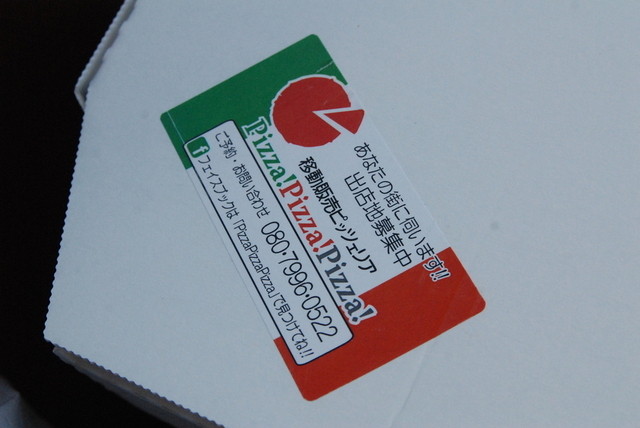 あなたの街に伺います!!
出店地募集中
移動販売ピッツェリア
Pizza!Pizza!Pizza!
ご予約・お問い合わせ 080-7996-0522
f フェイスブックは「PizzaPizzaPizza」で見つけてね!!